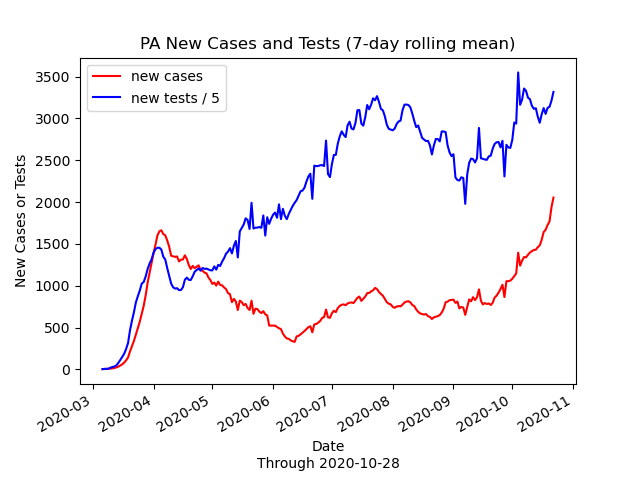 PA New Cases and Tests (7-day rolling mean)
new cases
new tests / 5
3500
3000
2500
2000
1500
1000
500
0
New Cases or Tests
2020-03
2020-04
2020-05
2020-06
2020-07
2020-08
2020-09
2020-10
2020-11
Date
Through 2020-10-28